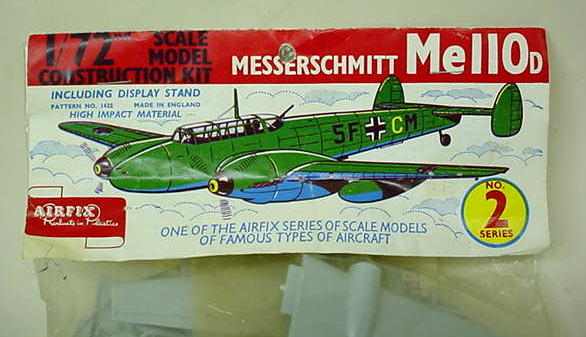 1/72ND SCALE
MODEL
CONSTRUCTION KIT
MESSERSCHMITT Me110D
INCLUDING DISPLAY STAND
PATTERN NO. 1422 MADE IN ENGLAND
HIGH IMPACT MATERIAL
5F CM
AIRFIX
Products in Plastics
NO.
2
SERIES
ONE OF THE AIRFIX SERIES OF SCALE MODELS
OF FAMOUS TYPES OF AIRCRAFT